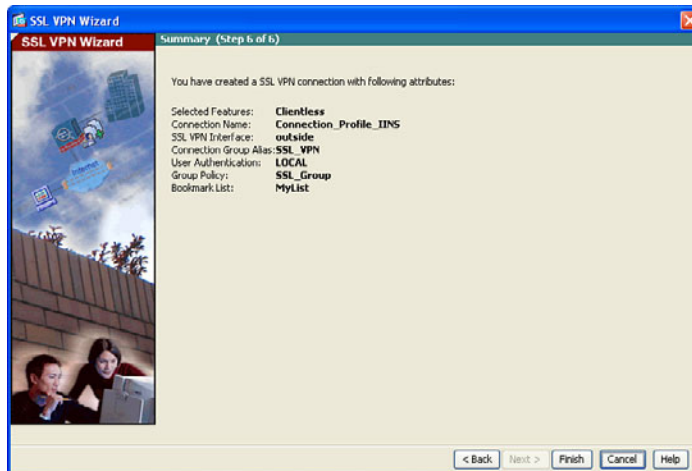 SSL VPN Wizard
SSL VPN Wizard
Summary (Step 6 of 6)
You have created a SSL VPN connection with following attributes:
Selected Features: Clientless
Connection Name: Connection_Profile_IINS
SSL VPN Interface: outside
Connection Group Alias: SSL_VPN
User Authentication: LOCAL
Group Policy: SSL_Group
Bookmark List: MyList
Internet
< Back Next > Finish Cancel Help